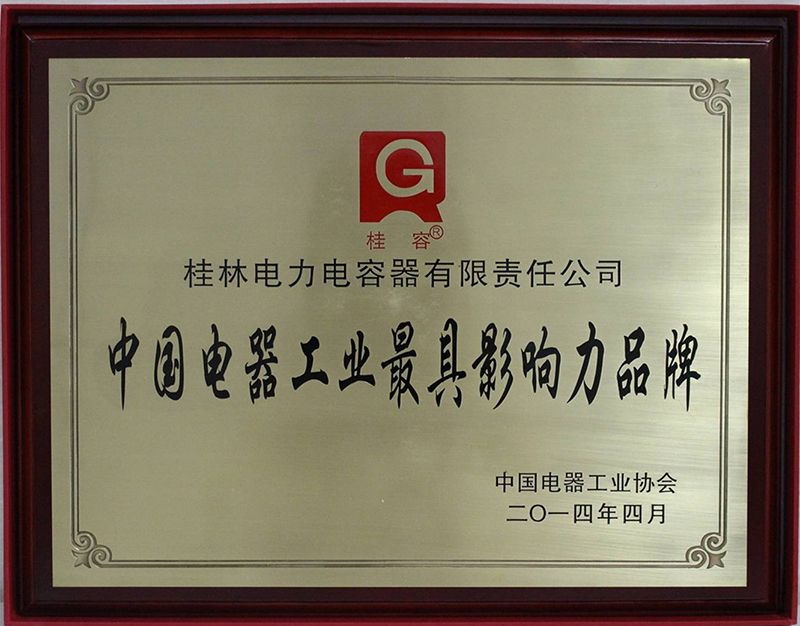 G
桂容®
桂林电力电容器有限责任公司
中国电器工业最具影响力品牌
中国电器工业协会
二〇一四年四月